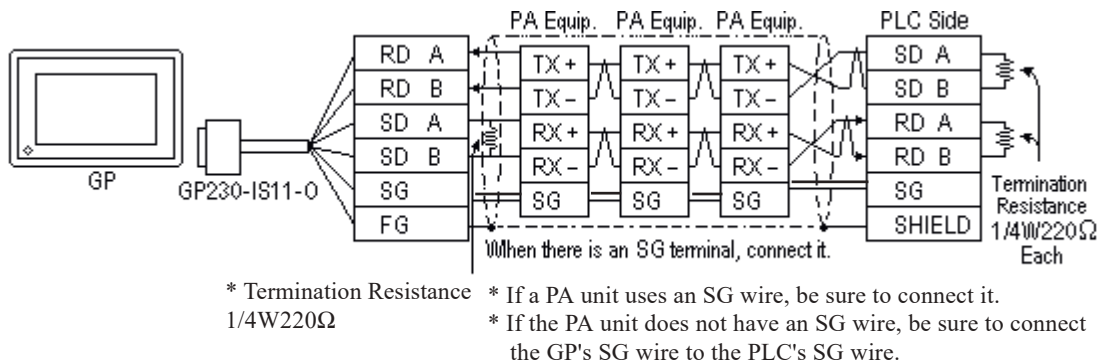 PA Equip. PA Equip. PA Equip. PLC Side
RD A TX+ TX+ TX+ SD A
RD B TX- TX- TX- SD B
SD A RX+ RX+ RX+ RD A
SD B RX- RX- RX- RD B
SG SG SG SG SG
FG SHIELD
GP
GP230-IS11-O
Termination
Resistance
1/4W220Ω
Each
When there is an SG terminal, connect it.
* Termination Resistance
1/4W220Ω
* If a PA unit uses an SG wire, be sure to connect it.
* If the PA unit does not have an SG wire, be sure to connect
the GP's SG wire to the PLC's SG wire.